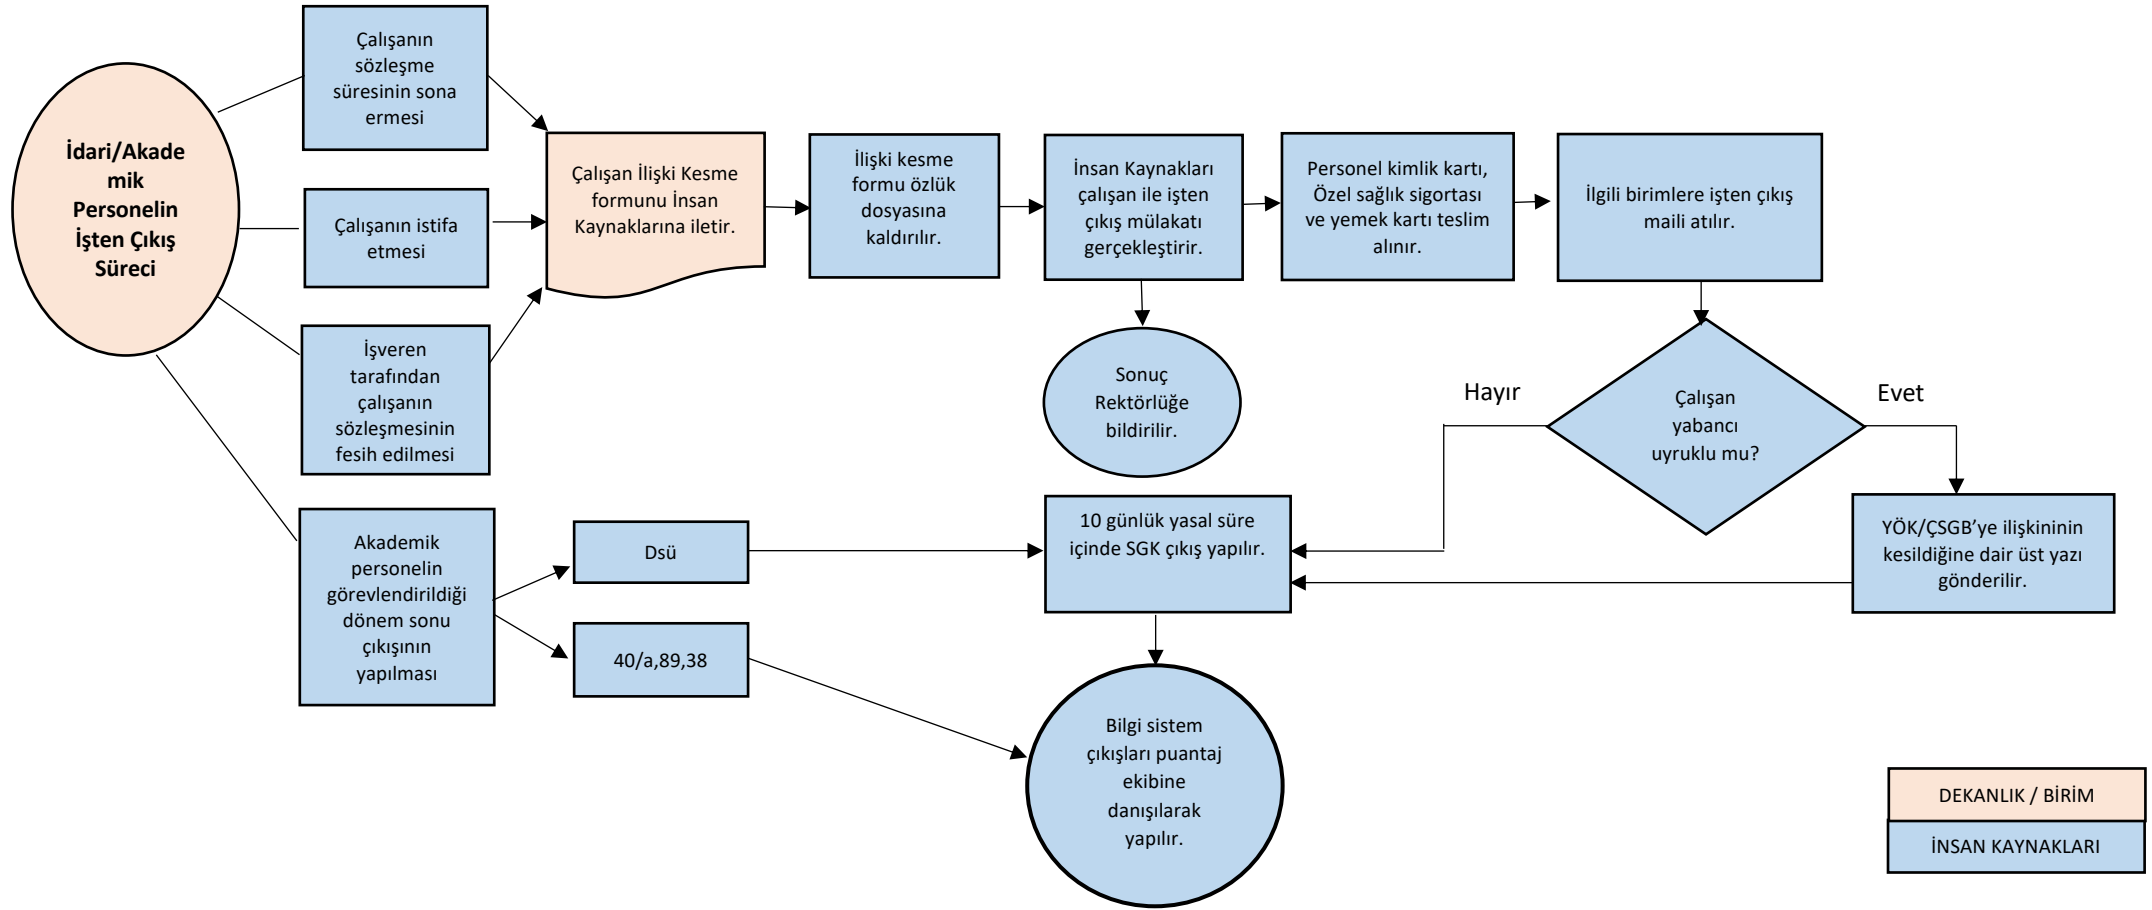 İdari/Akade
mik
Personelin
İşten Çıkış
Süreci
Çalışanın
sözleşme
süresinin sona
ermesi
Çalışanın istifa
etmesi
İşveren
tarafından
çalışanın
sözleşmesinin
fesih edilmesi
Akademik
personelin
görevlendirildiği
dönem sonu
çıkışının
yapılması
Çalışan İlişki Kesme
formunu İnsan
Kaynaklarına iletir.
İlişki kesme
formu özlük
dosyasına
kaldırılır.
İnsan Kaynakları
çalışan ile işten
çıkış mülakatı
gerçekleştirir.
Personel kimlik kartı,
Özel sağlık sigortası
ve yemek kartı teslim
alınır.
İlgili birimlere işten çıkış
maili atılır.
Sonuç
Rektörlüğe
bildirilir.
Hayır
Çalışan
yabancı
uyruklu mu?
Evet
Dsü
40/a,89,38
10 günlük yasal süre
içinde SGK çıkış yapılır.
YÖK/ÇSGB’ye ilişkininin
kesildiğine dair üst yazı
gönderilir.
Bilgi sistem
çıkışları puantaj
ekibine
danışılarak
yapılır.
DEKANLIK / BİRİM
İNSAN KAYNAKLARI